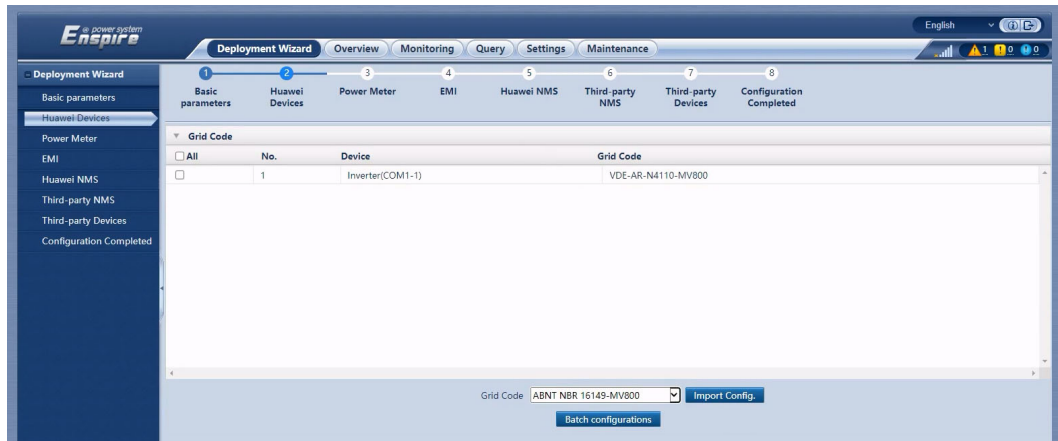 @ power system
Enspire
English
Deployment Wizard Overview Monitoring Query Settings Maintenance
1 0 0
Deployment Wizard
Basic parameters
Huawei Devices
Power Meter
EMI
Huawei NMS
Third-party NMS
Third-party Devices
Configuration Completed
1 2 3 4 5 6 7 8
Basic parameters
Huawei Devices
Power Meter
EMI
Huawei NMS
Third-party NMS
Third-party Devices
Configuration Completed
Grid Code
All No. Device Grid Code
1 Inverter(COM1-1) VDE-AR-N4110-MV800
Grid Code ABNT NBR 16149-MV800 Import Config.
Batch configurations